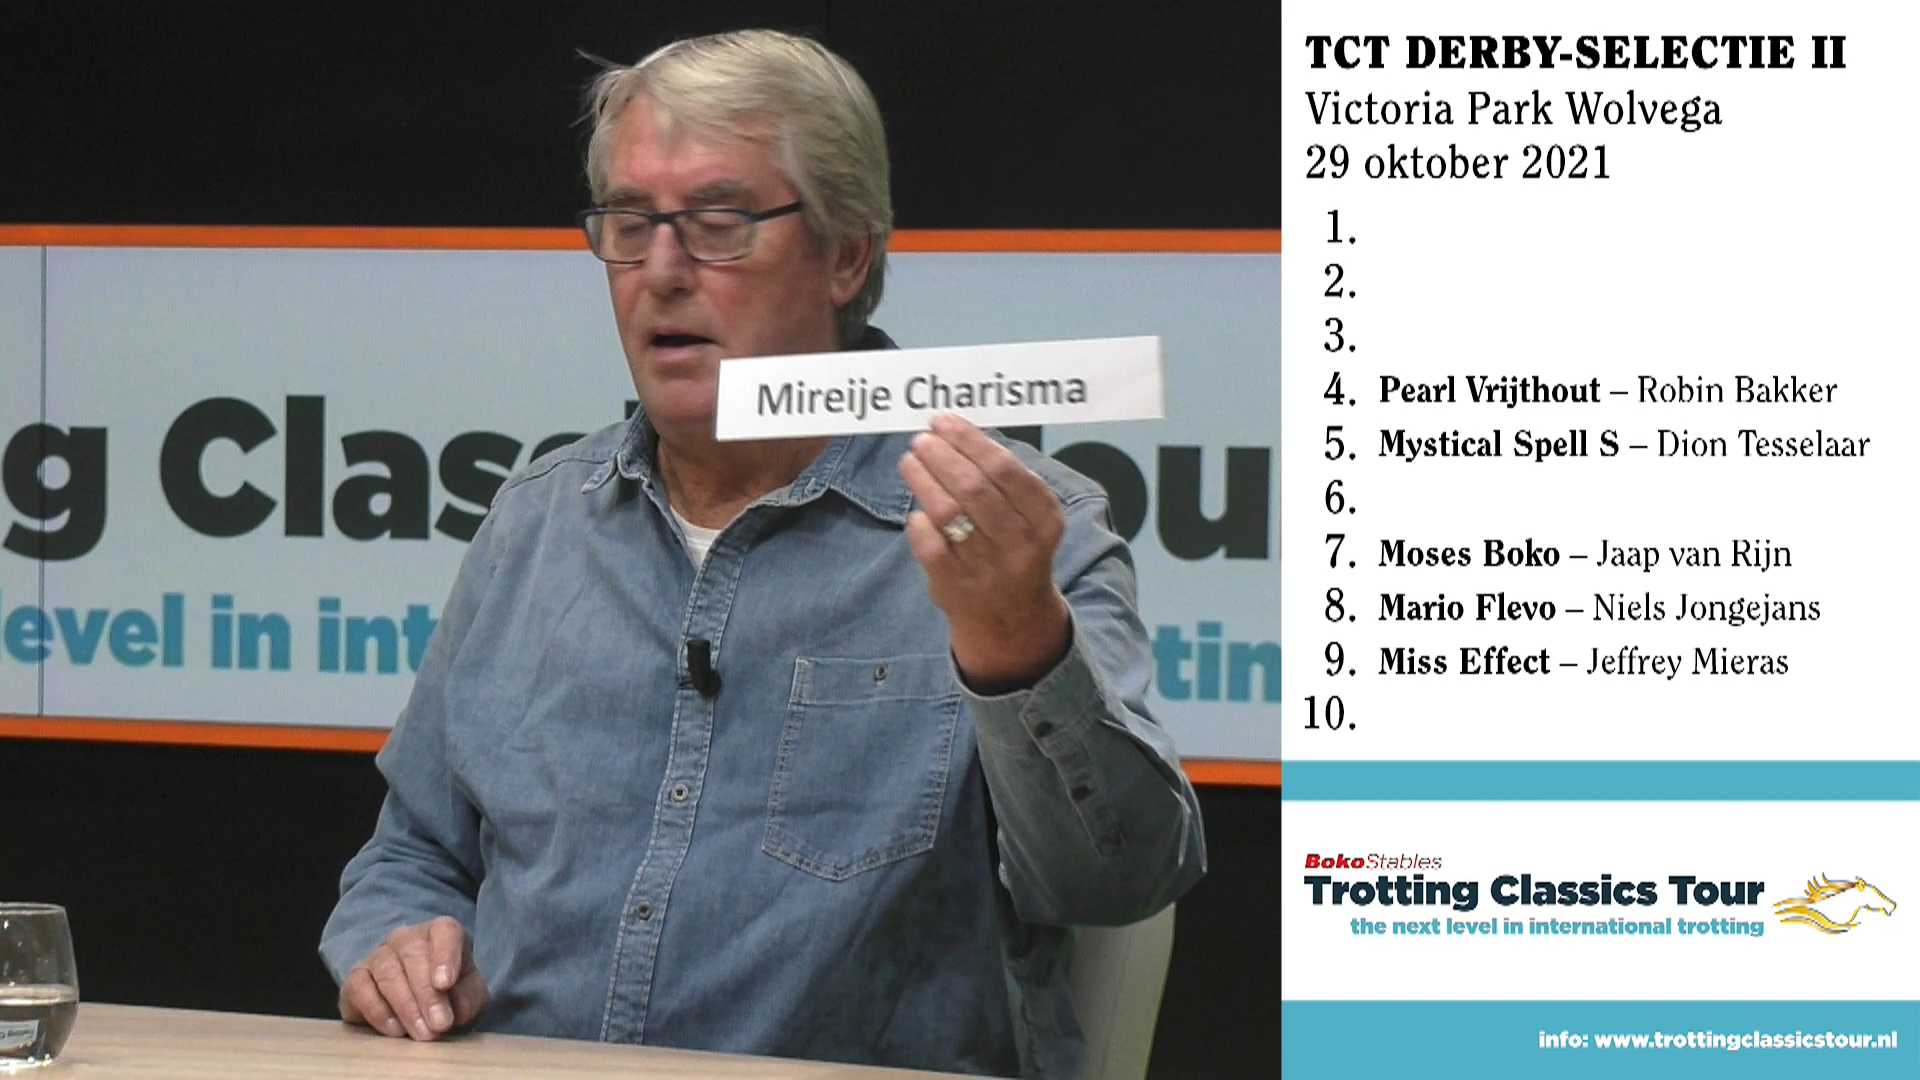 g Clas ou
level in int tin
Mireije Charisma
TCT DERBY-SELECTIE II
Victoria Park Wolvega
29 oktober 2021
1.
2.
3.
4. Pearl Vrijthout – Robin Bakker
5. Mystical Spell S – Dion Tesselaar
6.
7. Moses Boko – Jaap van Rijn
8. Mario Flevo – Niels Jongejans
9. Miss Effect – Jeffrey Mieras
10.
BokoStables
Trotting Classics Tour
the next level in international trotting
info: www.trottingclassicstour.nl